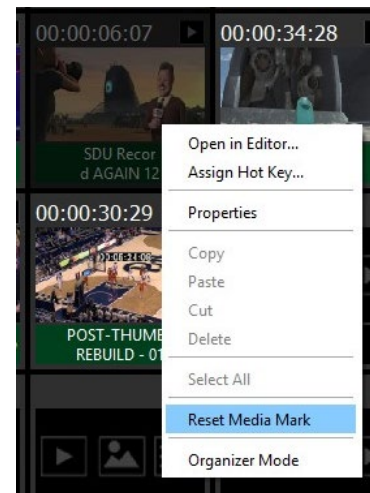 00:00:06:07
00:00:34:28
SDU Recor
d AGAIN 12
Open in Editor...
Assign Hot Key...
Properties
Copy
Paste
Cut
Delete
Select All
Reset Media Mark
Organizer Mode
00:00:30:29
POST-THUMB
REBUILD - 01